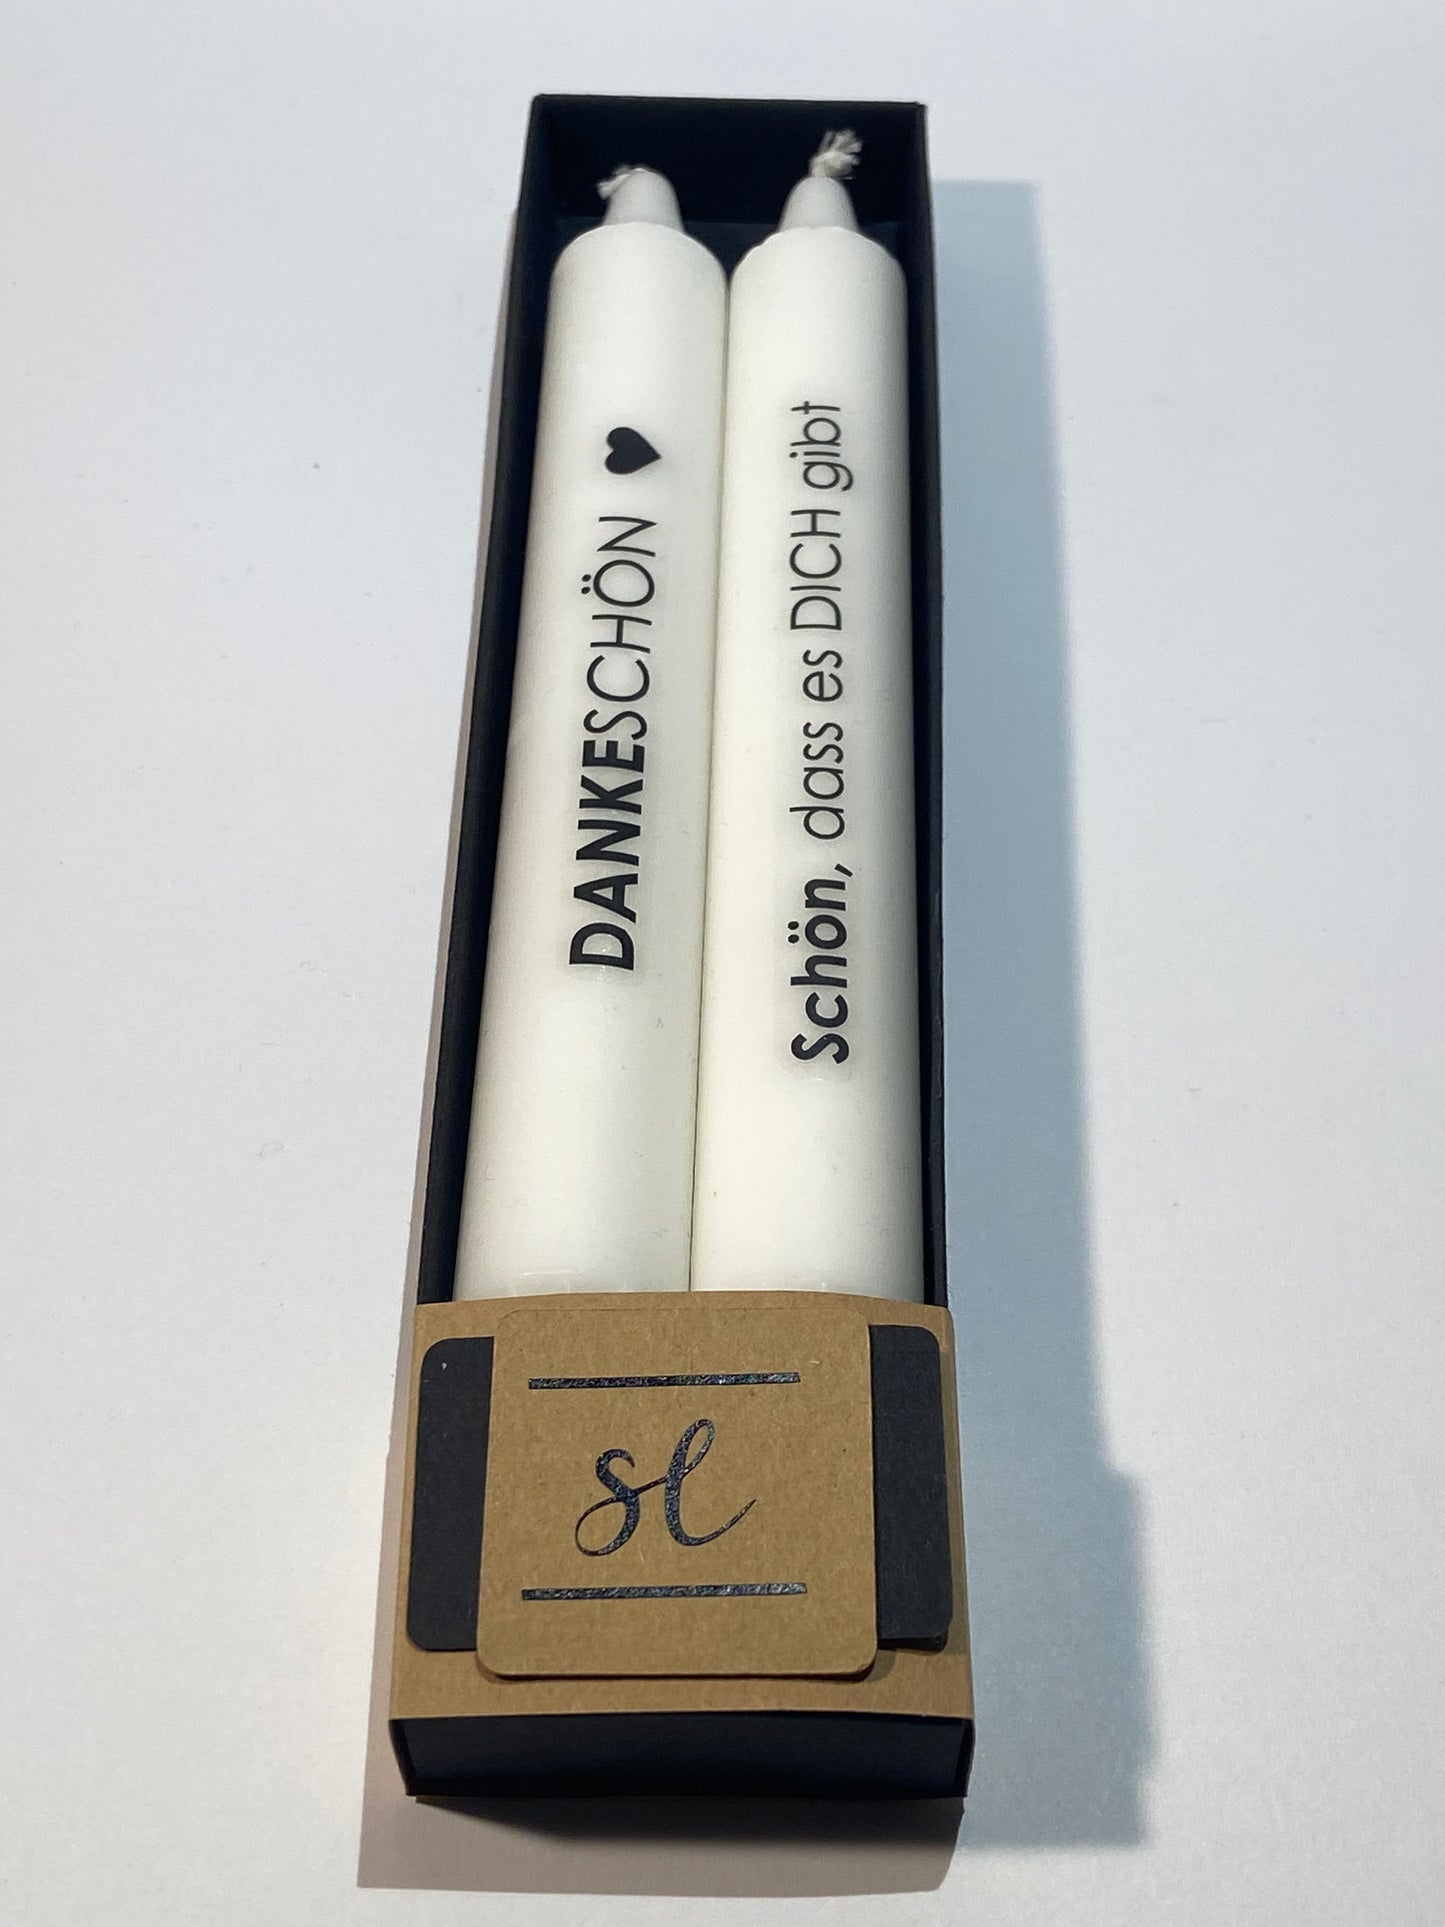 DANKESCHÖN ♥
Schön, dass es DICH gibt
sl